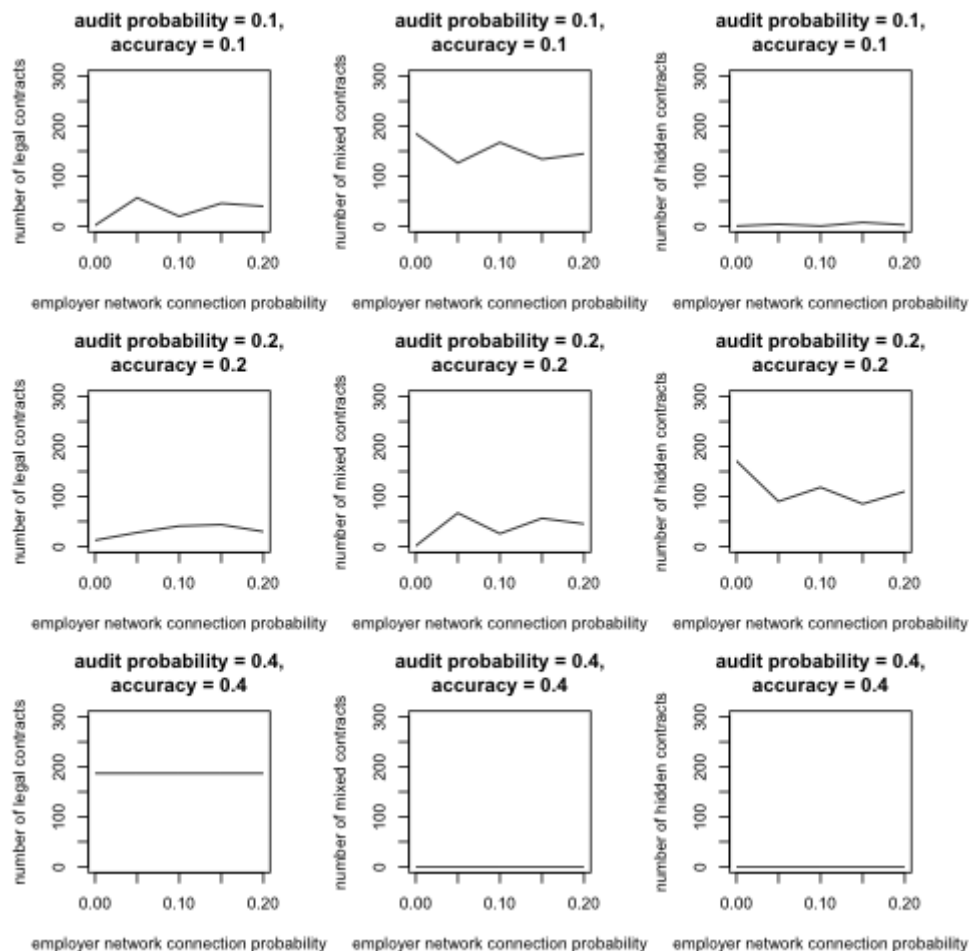 audit probability = 0.1,
accuracy = 0.1
number of legal contracts
300
200
100
0
0.00
0.10
0.20
employer network connection probability
audit probability = 0.1,
accuracy = 0.1
number of mixed contracts
300
200
100
0
0.00
0.10
0.20
employer network connection probability
audit probability = 0.1,
accuracy = 0.1
number of hidden contracts
300
200
100
0
0.00
0.10
0.20
employer network connection probability
audit probability = 0.2,
accuracy = 0.2
number of legal contracts
300
200
100
0
0.00
0.10
0.20
employer network connection probability
audit probability = 0.2,
accuracy = 0.2
number of mixed contracts
300
200
100
0
0.00
0.10
0.20
employer network connection probability
audit probability = 0.2,
accuracy = 0.2
number of hidden contracts
300
200
100
0
0.00
0.10
0.20
employer network connection probability
audit probability = 0.4,
accuracy = 0.4
number of legal contracts
300
200
100
0
0.00
0.10
0.20
employer network connection probability
audit probability = 0.4,
accuracy = 0.4
number of mixed contracts
300
200
100
0
0.00
0.10
0.20
employer network connection probability
audit probability = 0.4,
accuracy = 0.4
number of hidden contracts
300
200
100
0
0.00
0.10
0.20
employer network connection probability